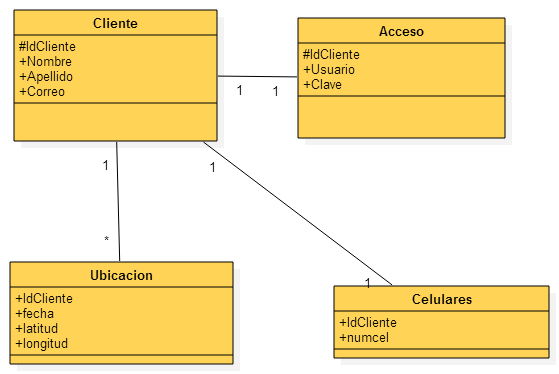 Cliente
#IdCliente
+Nombre
+Apellido
+Correo
Acceso
#IdCliente
+Usuario
+Clave
1
1
1
*
1
1
Ubicacion
+IdCliente
+fecha
+latitud
+longitud
Celulares
+IdCliente
+numcel